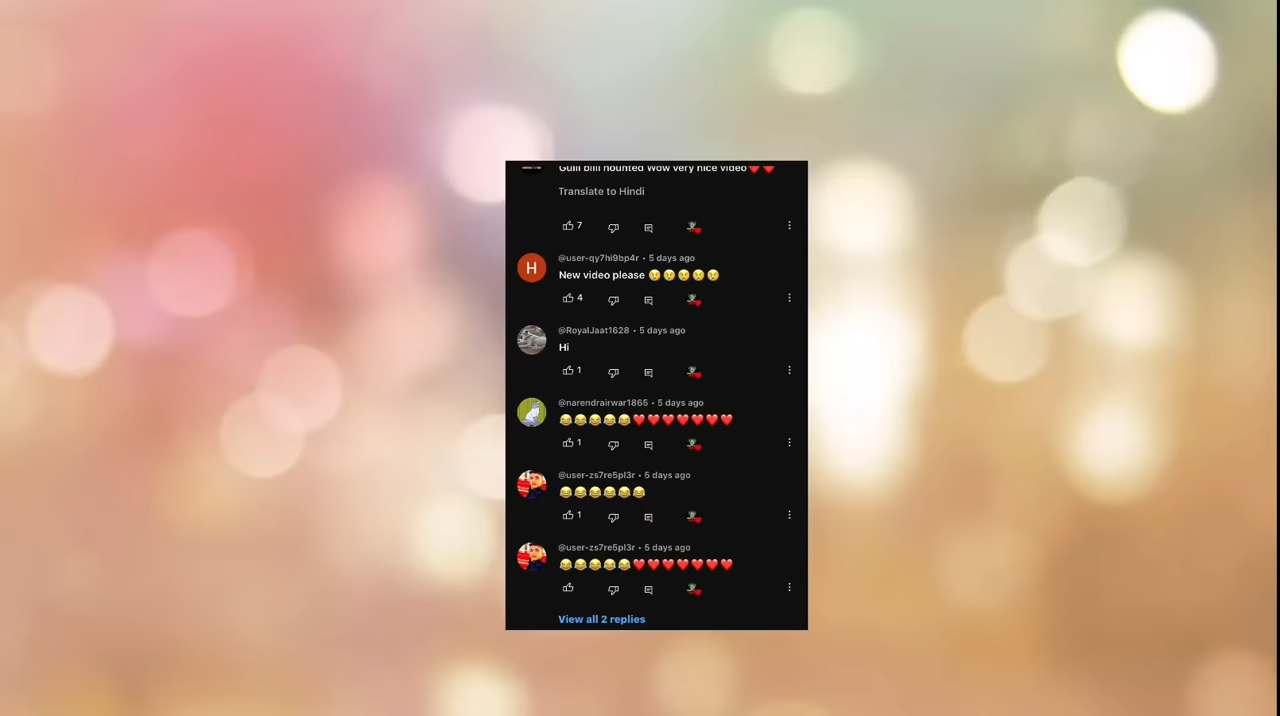 Gulli billi hounted Wow very nice video❤️❤️
Translate to Hindi
7
H
@user-qy7hi9bp4r • 5 days ago
New video please 😢😢😢😢😢
4
@RoyalJaat1628 • 5 days ago
Hi
1
@narendrairwar1865 • 5 days ago
😂😂😂😂😂❤️❤️❤️❤️❤️❤️❤️
1
@user-zs7re5pl3r • 5 days ago
😂😂😂😂😂😂
1
@user-zs7re5pl3r • 5 days ago
😂😂😂😂😂❤️❤️❤️❤️❤️❤️❤️
View all 2 replies